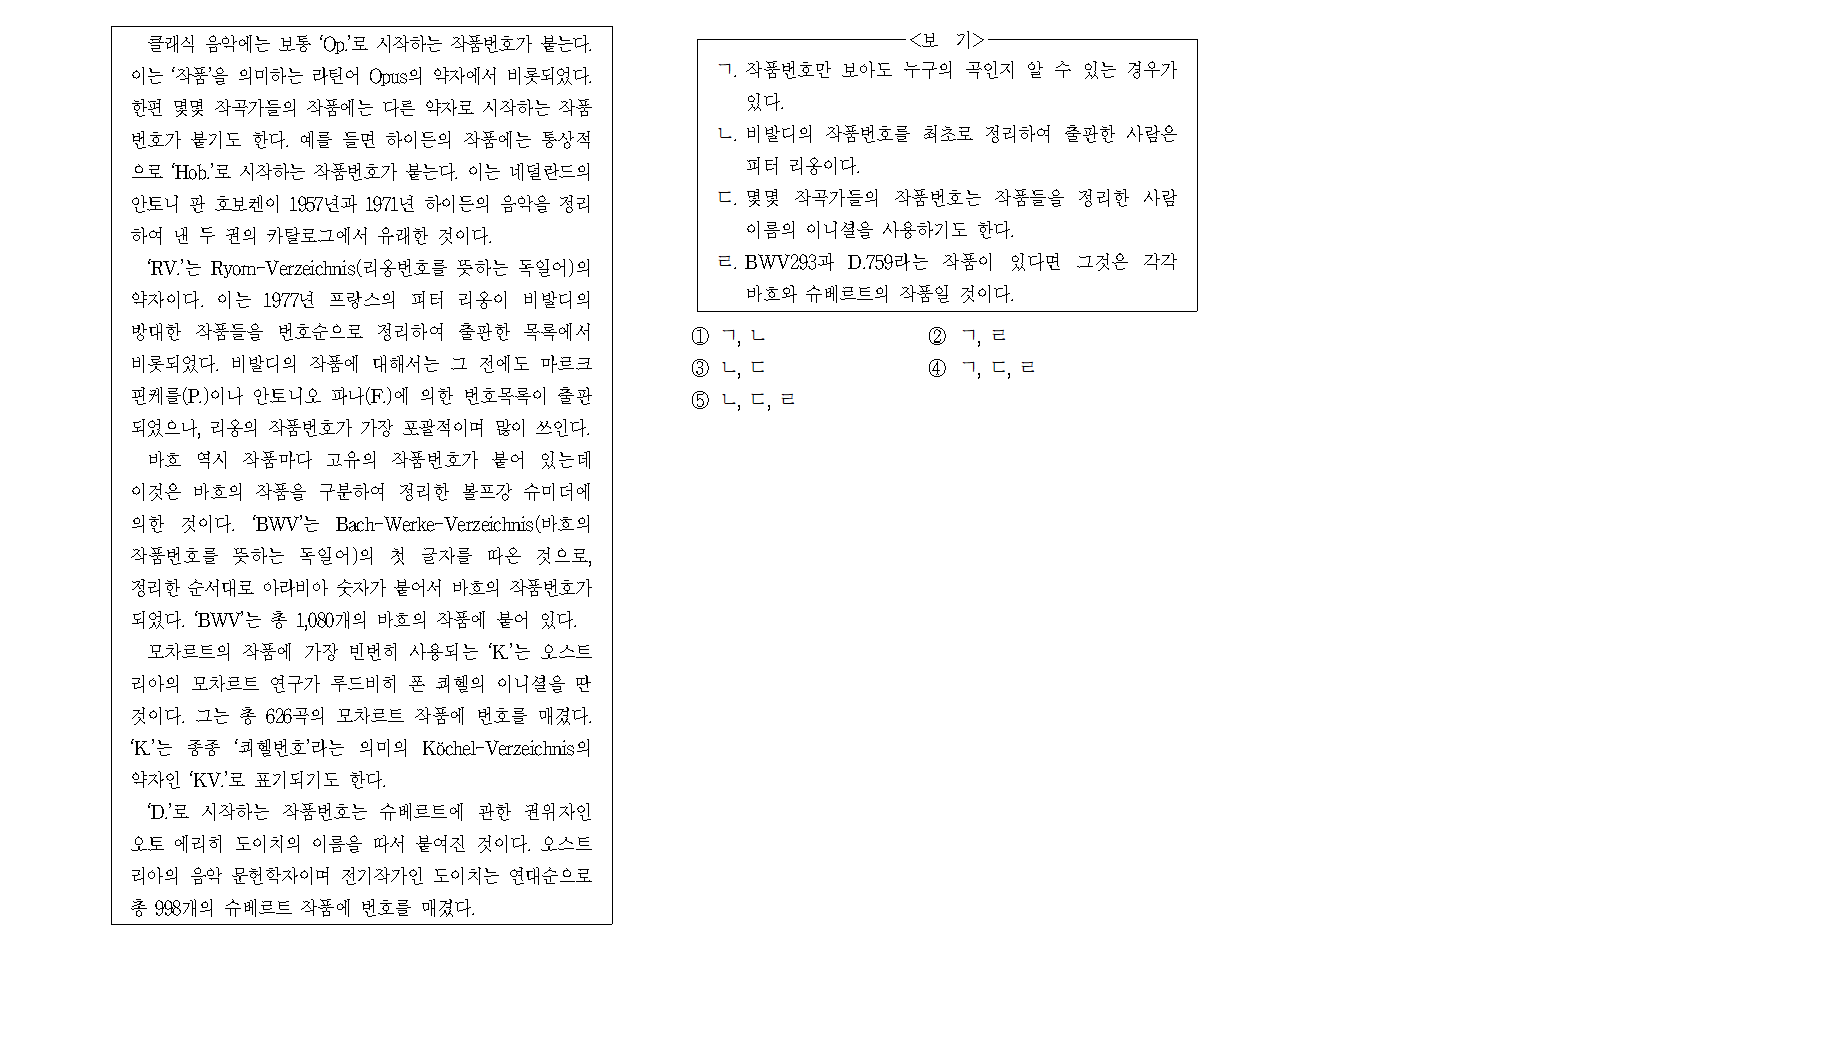 클래식 음악에는 보통 ‘Op.’로 시작하는 작품번호가 붙는다.
이는 ‘작품’을 의미하는 라틴어 Opus의 약자에서 비롯되었다.
한편 몇몇 작곡가들의 작품에는 다른 약자로 시작하는 작품
번호가 붙기도 한다. 예를 들면 하이든의 작품에는 통상적
으로 ‘Hob.’로 시작하는 작품번호가 붙는다. 이는 네덜란드의
안토니 판 호보켄이 1957년과 1971년 하이든의 음악을 정리
하여 낸 두 권의 카탈로그에서 유래한 것이다.
‘RV.’는 Ryom-Verzeichnis(리옹번호를 뜻하는 독일어)의
약자이다. 이는 1977년 프랑스의 피터 리옹이 비발디의
방대한 작품들을 번호순으로 정리하여 출판한 목록에서
비롯되었다. 비발디의 작품에 대해서는 그 전에도 마르크
핀케를(P.)이나 안토니오 파나(F.)에 의한 번호목록이 출판
되었으나, 리옹의 작품번호가 가장 포괄적이며 많이 쓰인다.
바흐 역시 작품마다 고유의 작품번호가 붙어 있는데
이것은 바흐의 작품을 구분하여 정리한 볼프강 슈미더에
의한 것이다. ‘BWV’는 Bach-Werke-Verzeichnis(바흐의
작품번호를 뜻하는 독일어)의 첫 글자를 따온 것으로,
정리한 순서대로 아라비아 숫자가 붙어서 바흐의 작품번호가
되었다. ‘BWV’는 총 1,080개의 바흐의 작품에 붙어 있다.
모차르트의 작품에 가장 빈번히 사용되는 ‘K.’는 오스트
리아의 모차르트 연구가 루드비히 폰 쾨헬의 이니셜을 딴
것이다. 그는 총 626곡의 모차르트 작품에 번호를 매겼다.
‘K.’는 종종 ‘쾨헬번호’라는 의미의 Köchel-Verzeichnis의
약자인 ‘KV.’로 표기되기도 한다.
‘D.’로 시작하는 작품번호는 슈베르트에 관한 권위자인
오토 에리히 도이치의 이름을 따서 붙여진 것이다. 오스트
리아의 음악 문헌학자이며 전기작가인 도이치는 연대순으로
총 998개의 슈베르트 작품에 번호를 매겼다.
<보 기>
ㄱ. 작품번호만 보아도 누구의 곡인지 알 수 있는 경우가
있다.
ㄴ. 비발디의 작품번호를 최초로 정리하여 출판한 사람은
피터 리옹이다.
ㄷ. 몇몇 작곡가들의 작품번호는 작품들을 정리한 사람
이름의 이니셜을 사용하기도 한다.
ㄹ. BWV293과 D.759라는 작품이 있다면 그것은 각각
바흐와 슈베르트의 작품일 것이다.
① ㄱ, ㄴ ② ㄱ, ㄹ
③ ㄴ, ㄷ ④ ㄱ, ㄷ, ㄹ
⑤ ㄴ, ㄷ, ㄹ